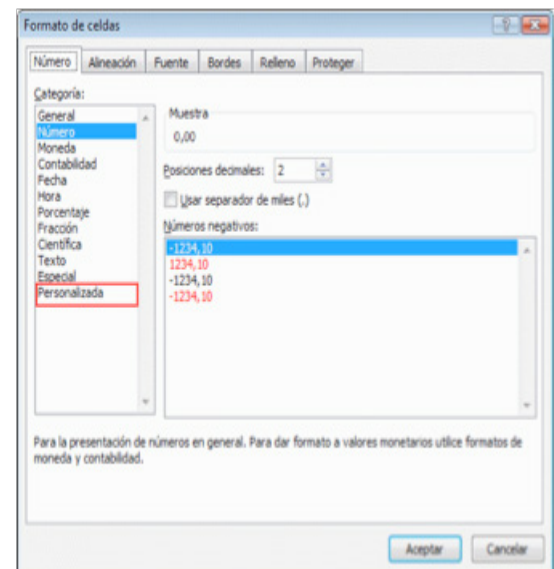 Formato de celdas
Número Alineación Fuente Bordes Relleno Proteger
Categoría:
General
Número
Moneda
Contabilidad
Fecha
Hora
Porcentaje
Fracción
Científica
Texto
Especial
Personalizada
Muestra
0,00
Posiciones decimales: 2
Usar separador de miles (.)
Números negativos:
-1234,10
1234,10
-1234,10
-1234,10
Para la presentación de números en general. Para dar formato a valores monetarios utilice formatos de
moneda y contabilidad.
Aceptar Cancelar